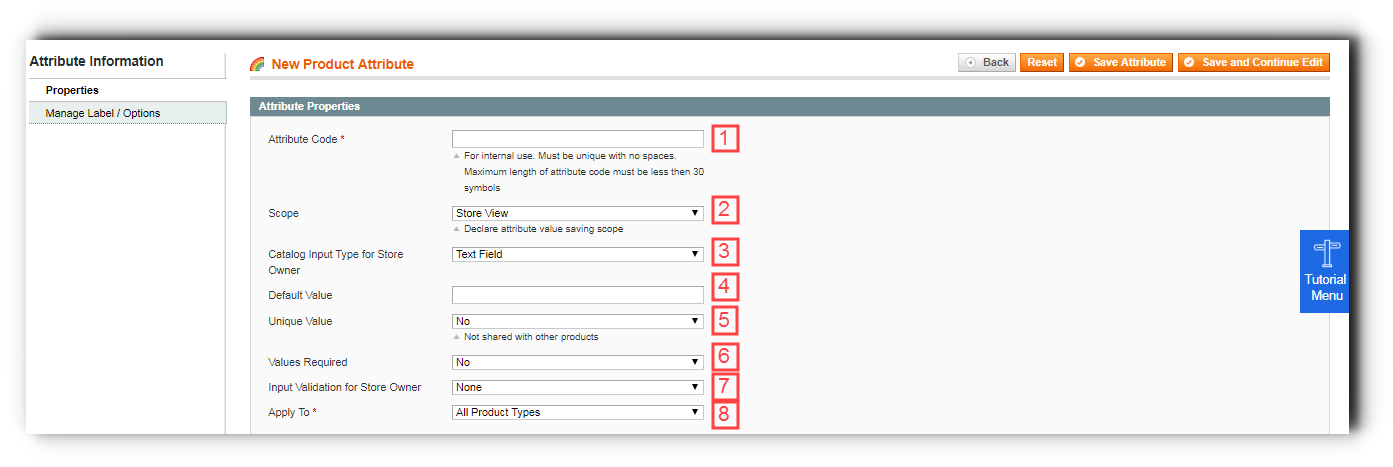 Attribute Information
Properties
Manage Label / Options
New Product Attribute
Back Reset Save Attribute Save and Continue Edit
Attribute Properties
Attribute Code * 1
For internal use. Must be unique with no spaces.
Maximum length of attribute code must be less then 30
symbols
Scope Store View 2
Declare attribute value saving scope
Catalog Input Type for Store Text Field 3
Owner
Default Value 4
Unique Value No 5
Not shared with other products
Values Required No 6
Input Validation for Store Owner None 7
Apply To * All Product Types 8
Tutorial
Menu